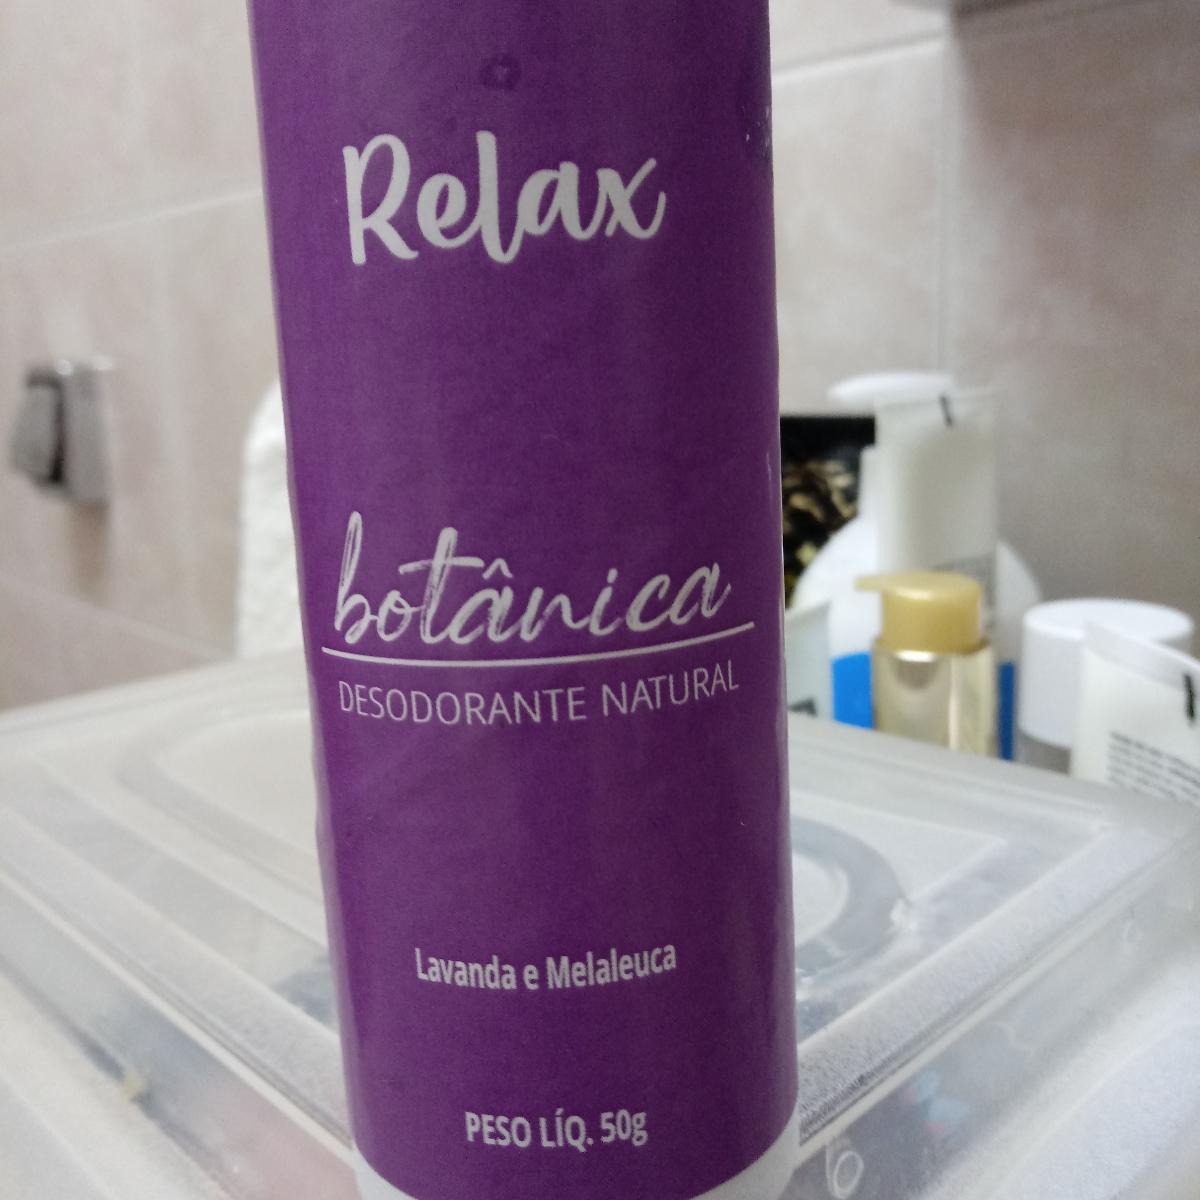 Relax
botânica
DESODORANTE NATURAL
Lavanda e Melaleuca
PESO LÍQ. 50g